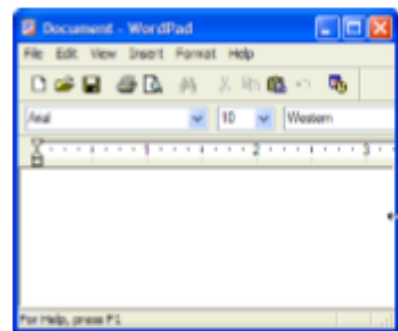 Document - WordPad
File Edit View Insert Format Help
Arial 10 Western
1 2 3
For Help, press F1